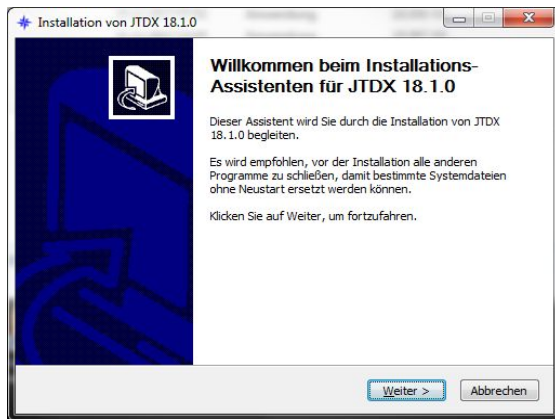 Installation von JTDX 18.1.0
Willkommen beim Installations-
Assistenten für JTDX 18.1.0
Dieser Assistent wird Sie durch die Installation von JTDX
18.1.0 begleiten.
Es wird empfohlen, vor der Installation alle anderen
Programme zu schließen, damit bestimmte Systemdateien
ohne Neustart ersetzt werden können.
Klicken Sie auf Weiter, um fortzufahren.
Weiter >
Abbrechen